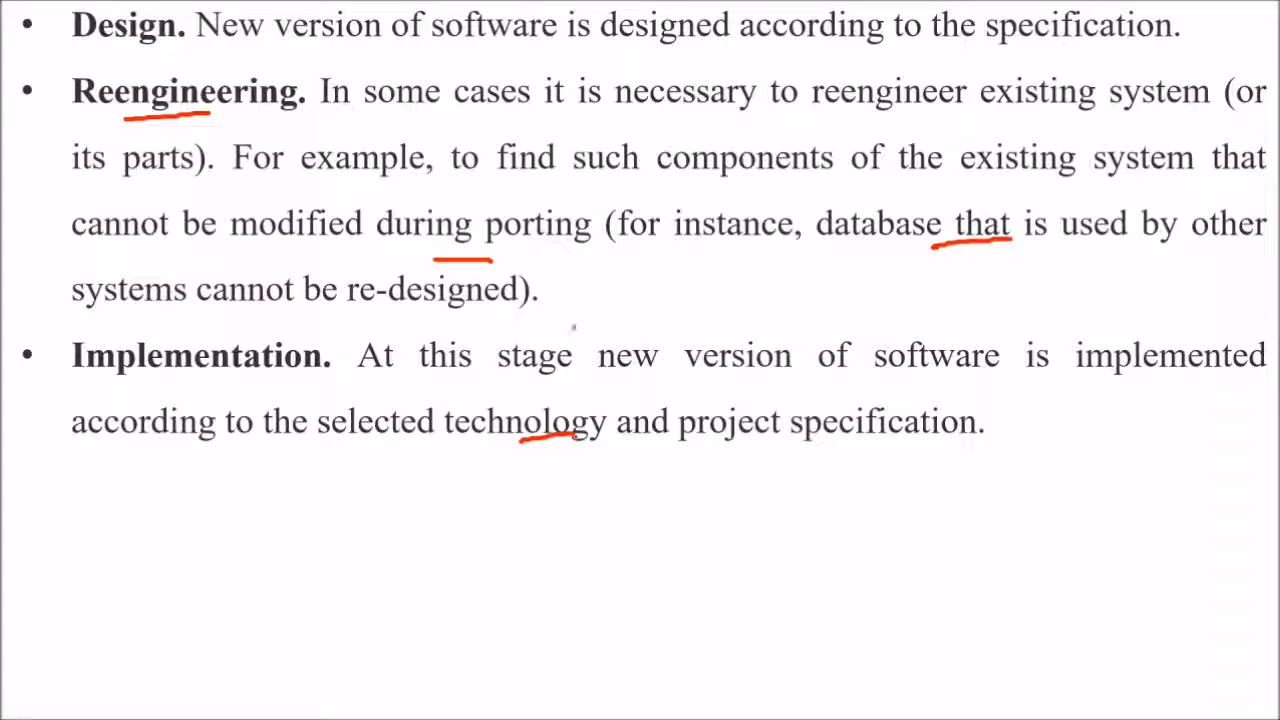 • Design. New version of software is designed according to the specification.
• Reengineering. In some cases it is necessary to reengineer existing system (or
its parts). For example, to find such components of the existing system that
cannot be modified during porting (for instance, database that is used by other
systems cannot be re-designed).
• Implementation. At this stage new version of software is implemented
according to the selected technology and project specification.